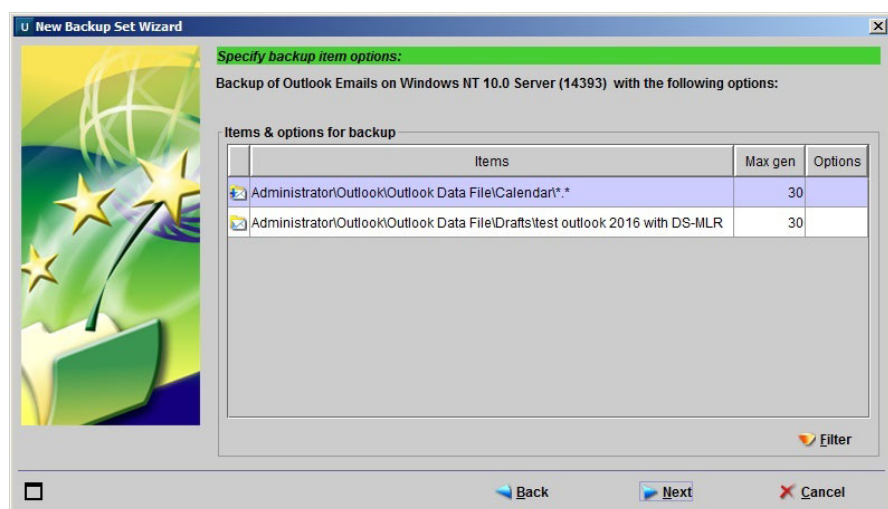 U New Backup Set Wizard
Specify backup item options:
Backup of Outlook Emails on Windows NT 10.0 Server (14393) with the following options:
Items & options for backup
Items Max gen Options
Administrator\Outlook\Outlook Data File\Calendar\*.* 30
Administrator\Outlook\Outlook Data File\Drafts\test outlook 2016 with DS-MLR 30
Filter
Back Next Cancel